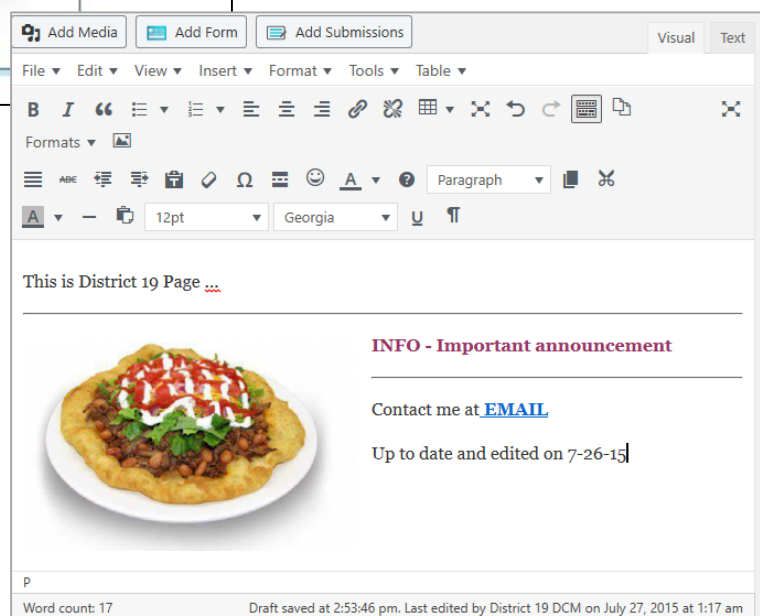 Add Media Add Form Add Submissions Visual Text
File Edit View Insert Format Tools Table
B I
Formats
ABC T Ω A ? Paragraph
A 12pt Georgia U ¶
This is District 19 Page ...
INFO - Important announcement
Contact me at EMAIL
Up to date and edited on 7-26-15
P
Word count: 17 Draft saved at 2:53:46 pm. Last edited by District 19 DCM on July 27, 2015 at 1:17 am